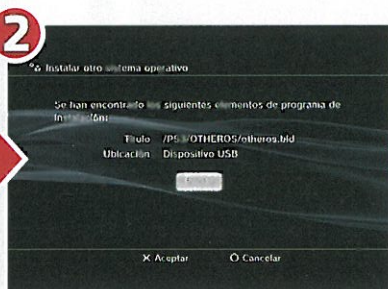 2
Instalar otro sistema operativo
Se han encontrado los siguientes elementos de programa de
instalación:
Título /PS3/OTHEROS/otheros.bld
Ubicación Dispositivo USB
X Aceptar O Cancelar